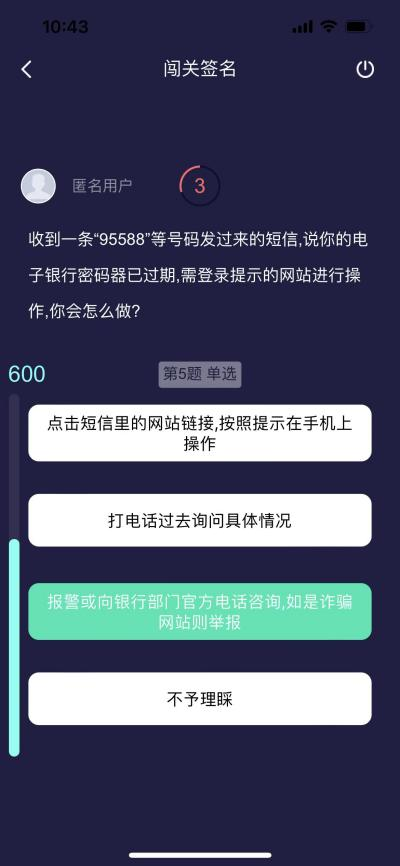 10:43
闯关签名
匿名用户
3
收到一条“95588”等号码发过来的短信,说你的电
子银行密码器已过期,需登录提示的网站进行操
作,你会怎么做?
600
第5题 单选
点击短信里的网站链接,按照提示在手机上
操作
打电话过去询问具体情况
报警或向银行部门官方电话咨询,如是诈骗
网站则举报
不予理睬